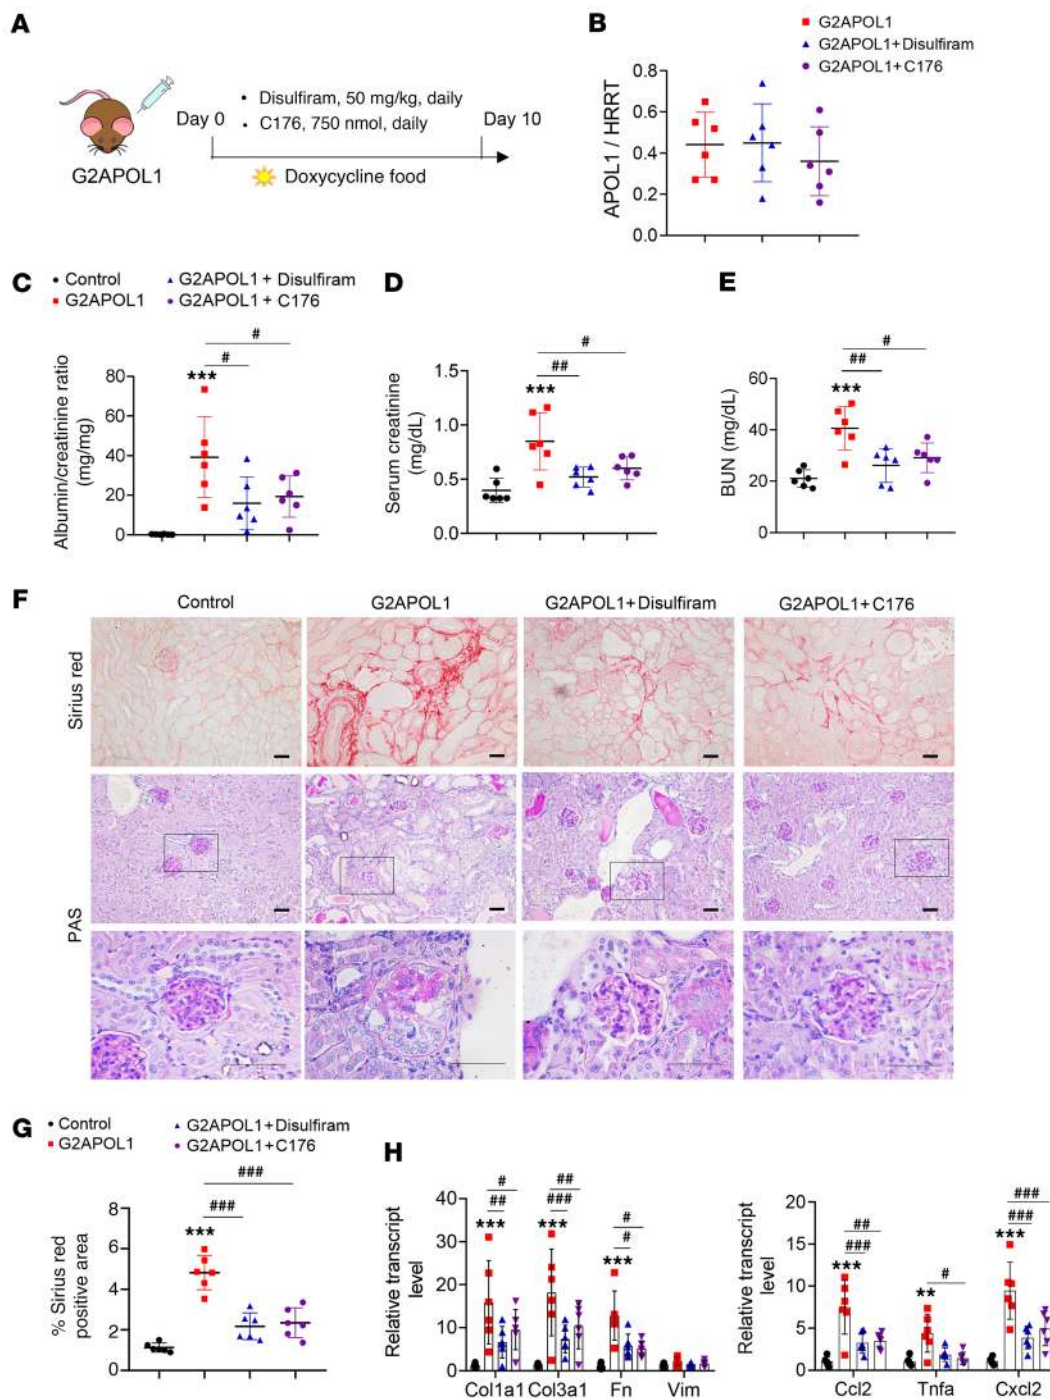 A
G2APOL1
Day 0
• Disulfiram, 50 mg/kg, daily
• C176, 750 nmol, daily
Day 10
Doxycycline food
B
G2APOL1
G2APOL1+Disulfiram
G2APOL1+C176
APOL1 / HRRT
0.8
0.6
0.4
0.2
0.0
C
Control
G2APOL1
G2APOL1 + Disulfiram
G2APOL1 + C176
Albumin/creatinine ratio
(mg/mg)
80
60
40
20
0
***
#
#
D
Serum creatinine
(mg/dL)
1.5
1.0
0.5
0.0
***
##
#
E
BUN (mg/dL)
60
40
20
0
***
##
#
F
Control
G2APOL1
G2APOL1+Disulfiram
G2APOL1+C176
Sirius red
PAS
G
Control
G2APOL1
G2APOL1+Disulfiram
G2APOL1+C176
% Sirius red
positive area
8
6
4
2
0
***
###
###
H
Relative transcript
level
40
30
20
10
0
#
##
***
##
###
***
#
#
***
Col1a1
Col3a1
Fn
Vim
Relative transcript
level
20
15
10
5
0
##
###
***
#
**
###
###
***
Ccl2
Tnfa
Cxcl2